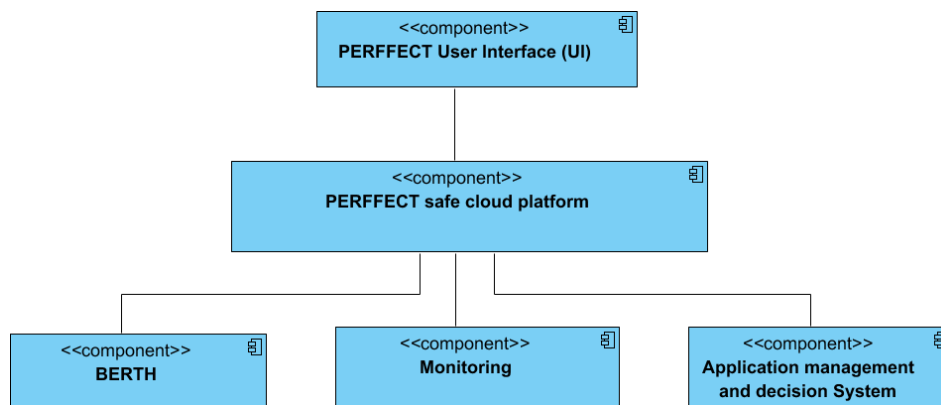 <<component>>
PERFFECT User Interface (UI)
<<component>>
PERFFECT safe cloud platform
<<component>>
BERTH
<<component>>
Monitoring
<<component>>
Application management
and decision System